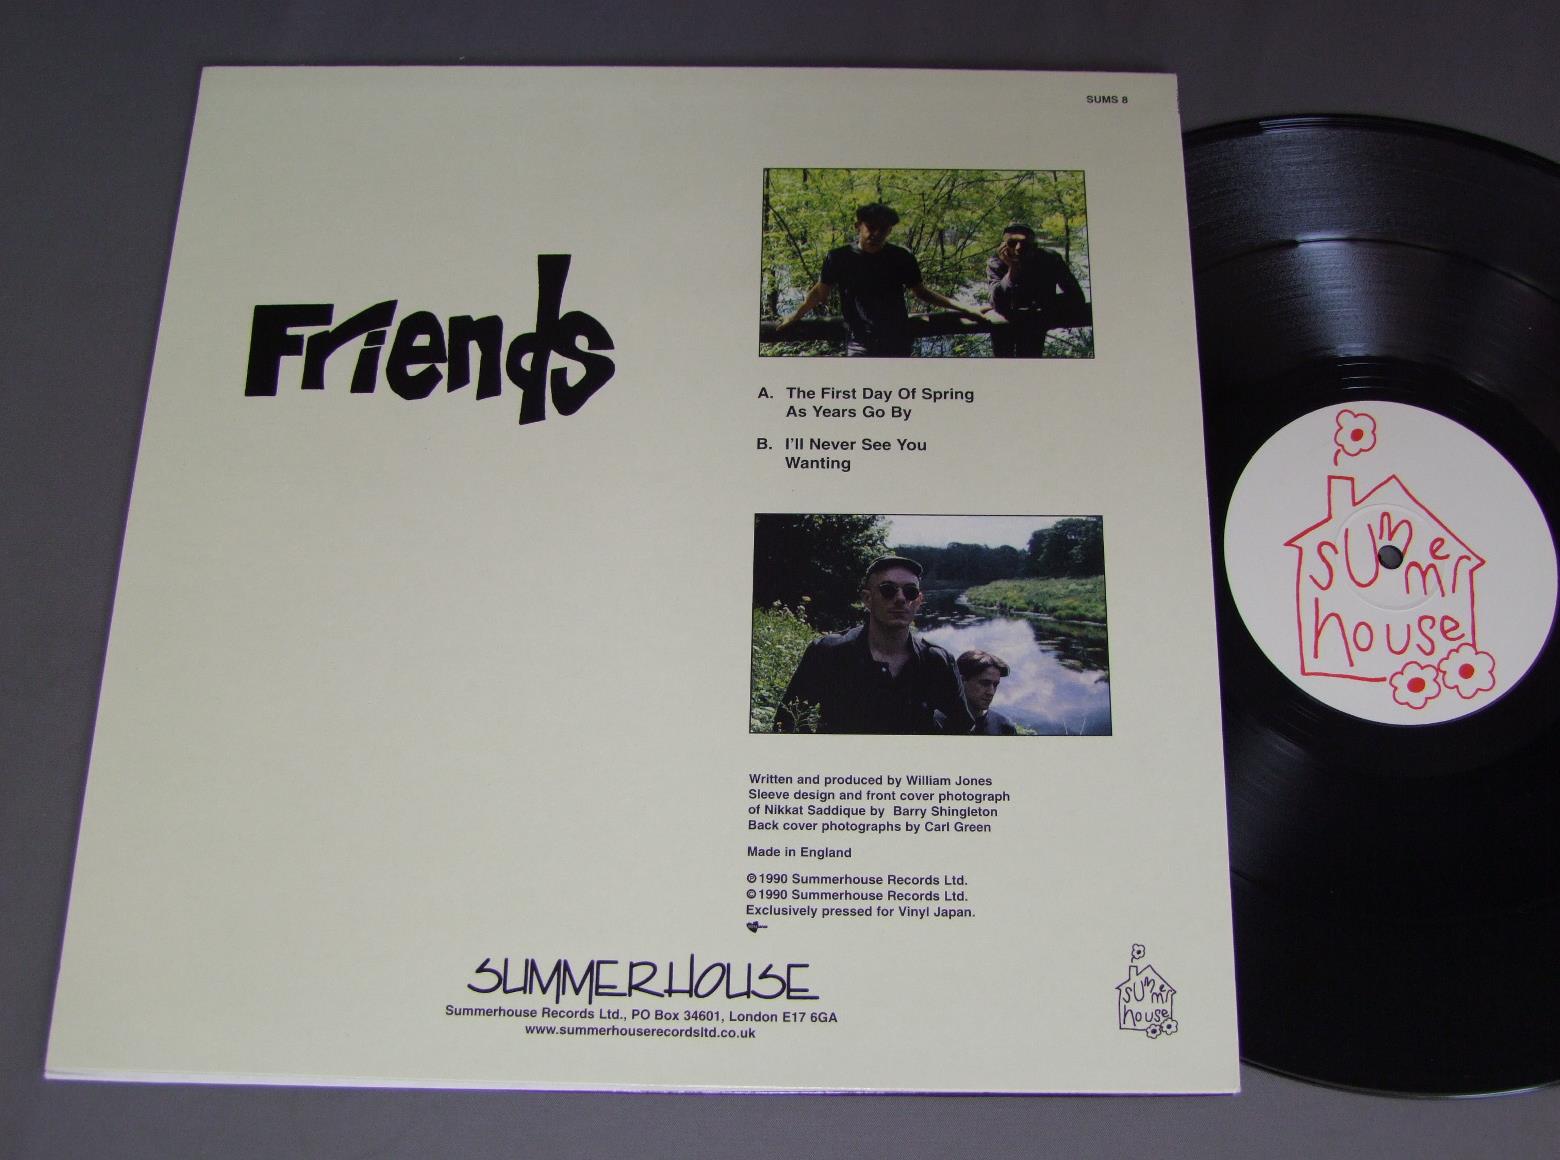 SUMS 8
Friends
A. The First Day Of Spring
As Years Go By
B. I'll Never See You
Wanting
Written and produced by William Jones
Sleeve design and front cover photograph
of Nikkat Saddique by Barry Shingleton
Back cover photographs by Carl Green
Made in England
℗ 1990 Summerhouse Records Ltd.
© 1990 Summerhouse Records Ltd.
Exclusively pressed for Vinyl Japan.
SUMMERHOUSE
Summerhouse Records Ltd., PO Box 34601, London E17 6GA
www.summerhouserecordsltd.co.uk
summer
house
summer
house